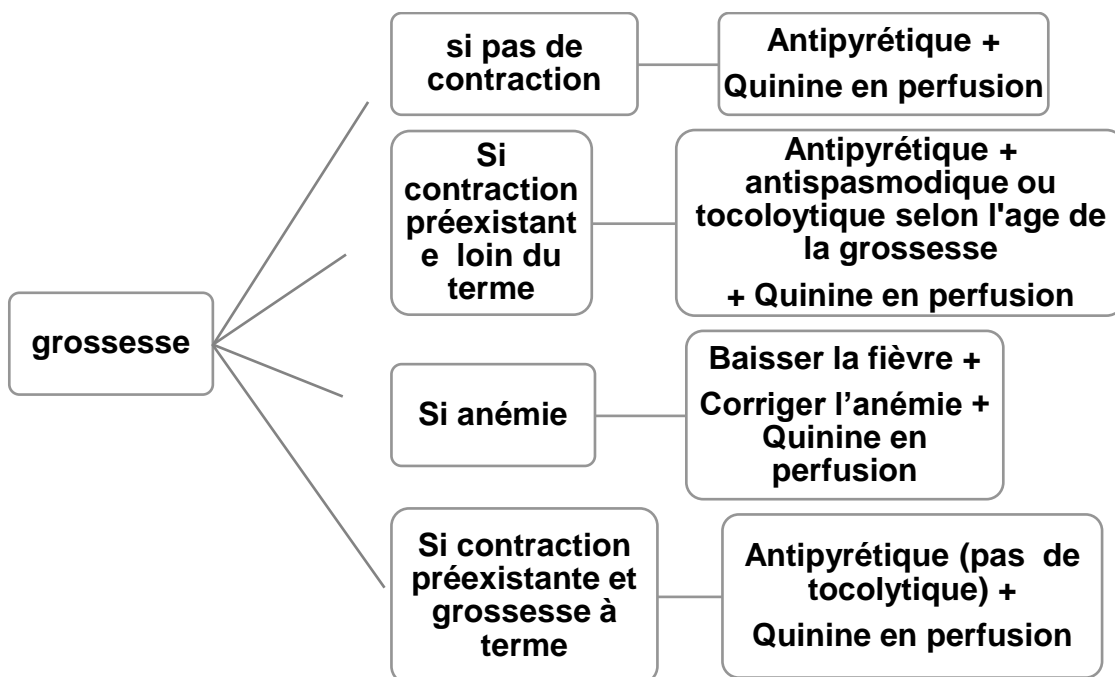 grossesse
si pas de
contraction
Antipyrétique +
Quinine en perfusion
Si
contraction
préexistant
e loin du
terme
Antipyrétique +
antispasmodique ou
tocoloytique selon l'age de
la grossesse
+ Quinine en perfusion
Si anémie
Baisser la fièvre +
Corriger l’anémie +
Quinine en
perfusion
Si contraction
préexistante et
grossesse à
terme
Antipyrétique (pas de
tocolytique) +
Quinine en perfusion